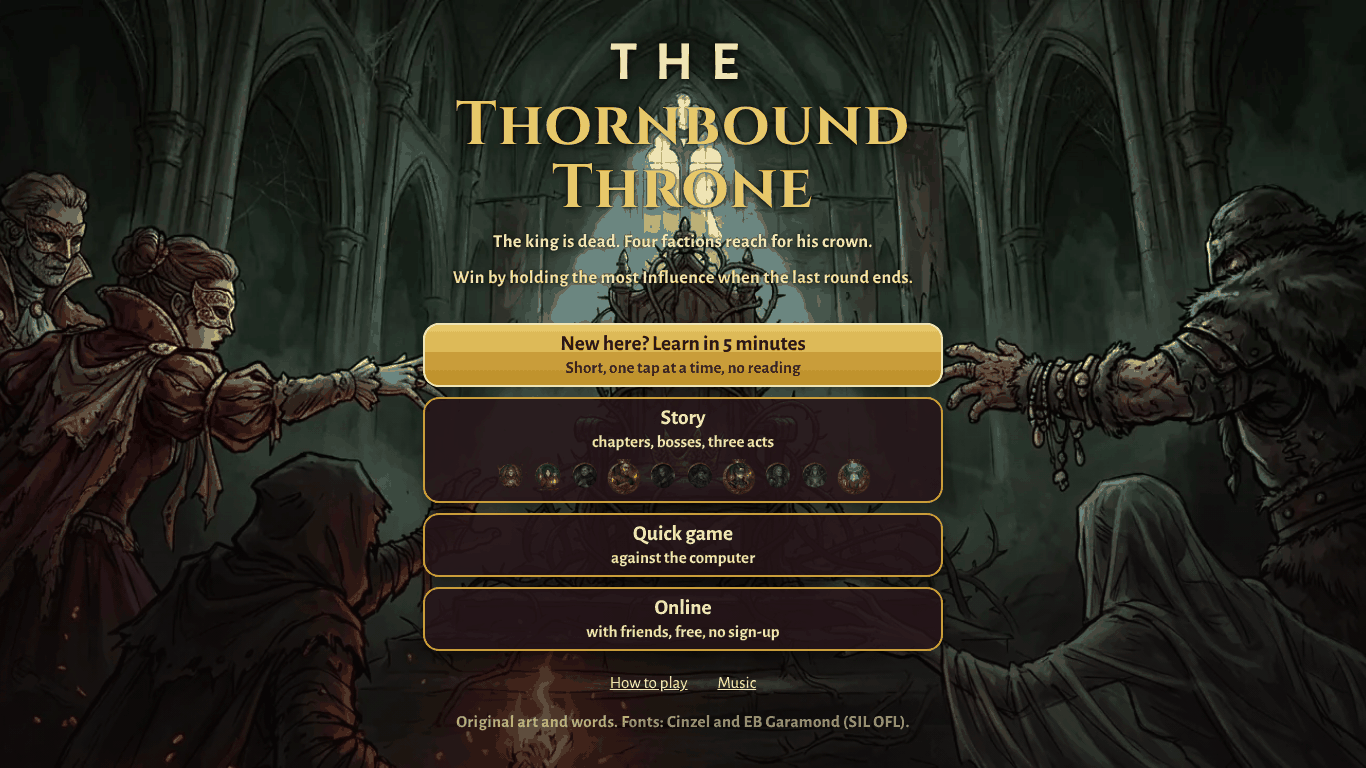 THE
THORNBOUND
THRONE
The king is dead. Four factions reach for his crown.
Win by holding the most Influence when the last round ends.
New here? Learn in 5 minutes
Short, one tap at a time, no reading
Story
chapters, bosses, three acts
Quick game
against the computer
Online
with friends, free, no sign-up
How to play Music
Original art and words. Fonts: Cinzel and EB Garamond (SIL OFL).